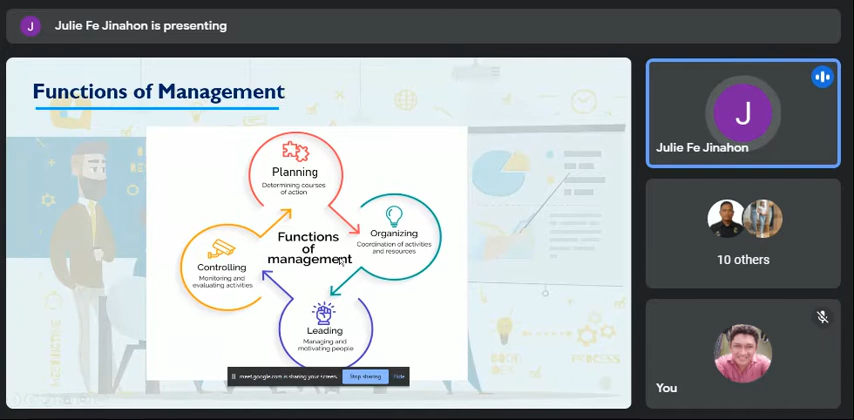 J
Julie Fe Jinahon is presenting
Functions of Management
Planning
Determining courses
of action
Organizing
Coordination of activities
and resources
Functions
of
management
Controlling
Monitoring and
evaluating activities
Leading
Managing and
motivating people
meet.google.com is sharing your screen.
Stop sharing
Hide
PROCESS
J
Julie Fe Jinahon
10 others
You